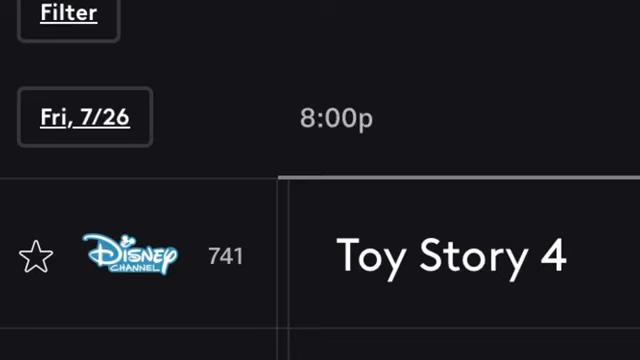 Filter
Fri, 7/26
8:00p
Disney
CHANNEL
741
Toy Story 4